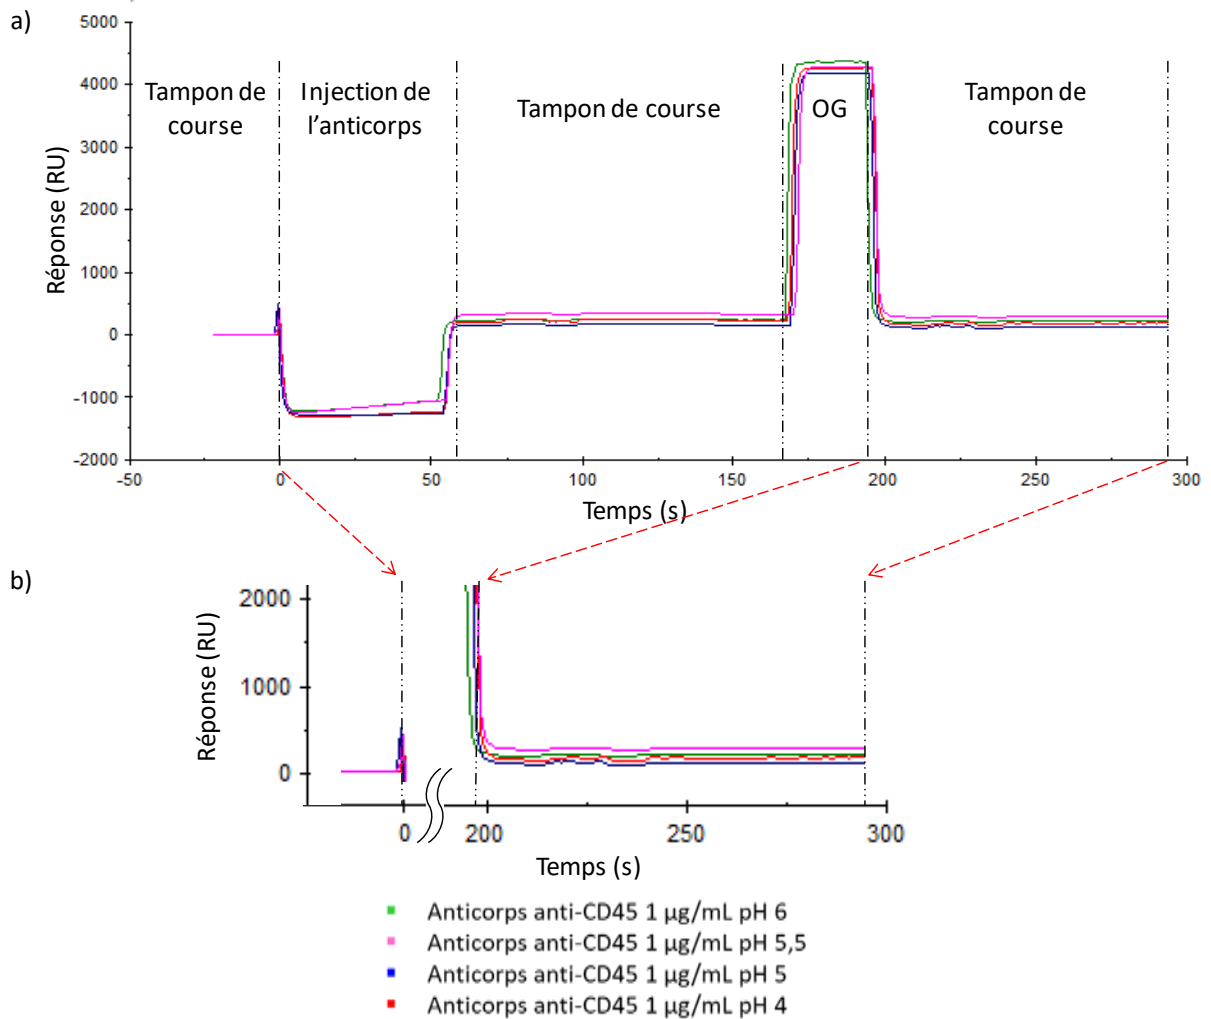 a)
5000
4000
3000
2000
1000
0
-1000
-2000
Réponse (RU)
Tampon de
course
Injection de
l’anticorps
Tampon de course
OG
Tampon de
course
-50
0
50
100
150
200
250
300
Temps (s)
b)
2000
1000
0
Réponse (RU)
0
200
250
300
Temps (s)
Anticorps anti-CD45 1 µg/mL pH 6
Anticorps anti-CD45 1 µg/mL pH 5,5
Anticorps anti-CD45 1 µg/mL pH 5
Anticorps anti-CD45 1 µg/mL pH 4